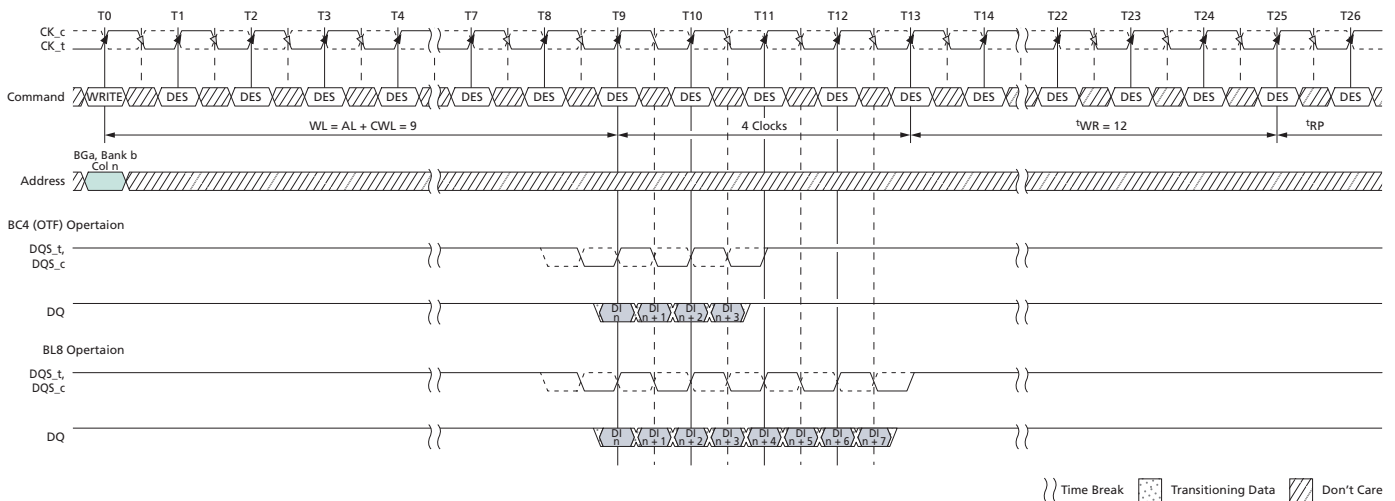 T0 T1 T2 T3 T4 T7 T8 T9 T10 T11 T12 T13 T14 T22 T23 T24 T25 T26
CK_c
CK_t
Command WRITE DES DES DES DES DES DES DES DES DES DES DES DES DES DES DES DES DES
WL = AL + CWL = 9 4 Clocks tWR = 12 tRP
BGa, Bank b
Col n
Address
BC4 (OTF) Opertaion
DQS_t,
DQS_c
DQ DI n DI n + 1 DI n + 2 DI n + 3
BL8 Opertaion
DQS_t,
DQS_c
DQ DI n DI n + 1 DI n + 2 DI n + 3 DI n + 4 DI n + 5 DI n + 6 DI n + 7
Time Break Transitioning Data Don't Care